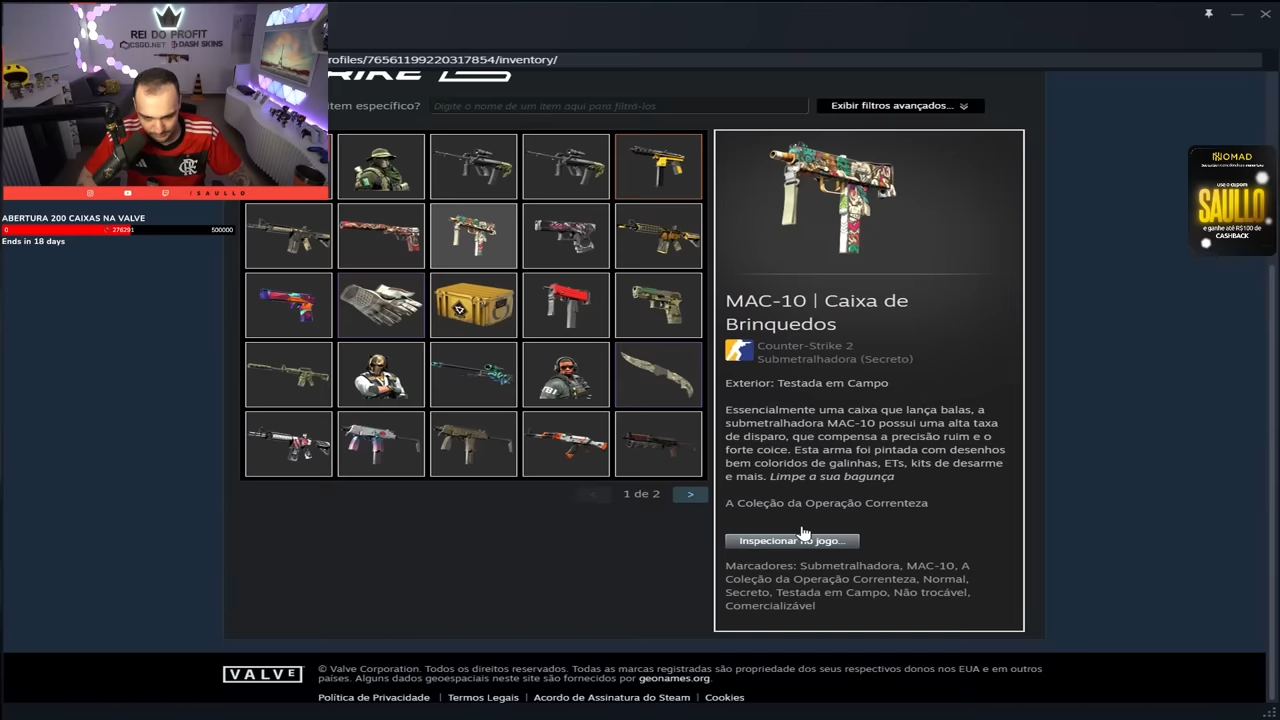 REI DO PROFIT
CSGO.NET DASH SKINS
/SAULLO
ABERTURA 200 CAIXAS NA VALVE
0 276291 500000
Ends in 18 days
rofiles/76561199220317854/inventory/
item específico?
Digite o nome de um item aqui para filtrá-los
Exibir filtros avançados...
MAC-10 | Caixa de
Brinquedos
Counter-Strike 2
Submetralhadora (Secreto)
Exterior: Testada em Campo
Essencialmente uma caixa que lança balas, a
submetralhadora MAC-10 possui uma alta taxa
de disparo, que compensa a precisão ruim e o
forte coice. Esta arma foi pintada com desenhos
bem coloridos de galinhas, ETs, kits de desarme
e mais. Limpe a sua bagunça
A Coleção da Operação Correnteza
Inspecionar no jogo...
Marcadores: Submetralhadora, MAC-10, A
Coleção da Operação Correnteza, Normal,
Secreto, Testada em Campo, Não trocável,
Comercializável
< 1 de 2 >
NOMAD
USE O CUPOM
SAULLO
e ganhe até R$100 de
CASHBACK
VALVE
© Valve Corporation. Todos os direitos reservados. Todas as marcas registradas são propriedade dos seus respectivos donos nos EUA e em outros
países. Alguns dados geoespaciais neste site são fornecidos por geonames.org.
Política de Privacidade | Termos Legais | Acordo de Assinatura do Steam | Cookies